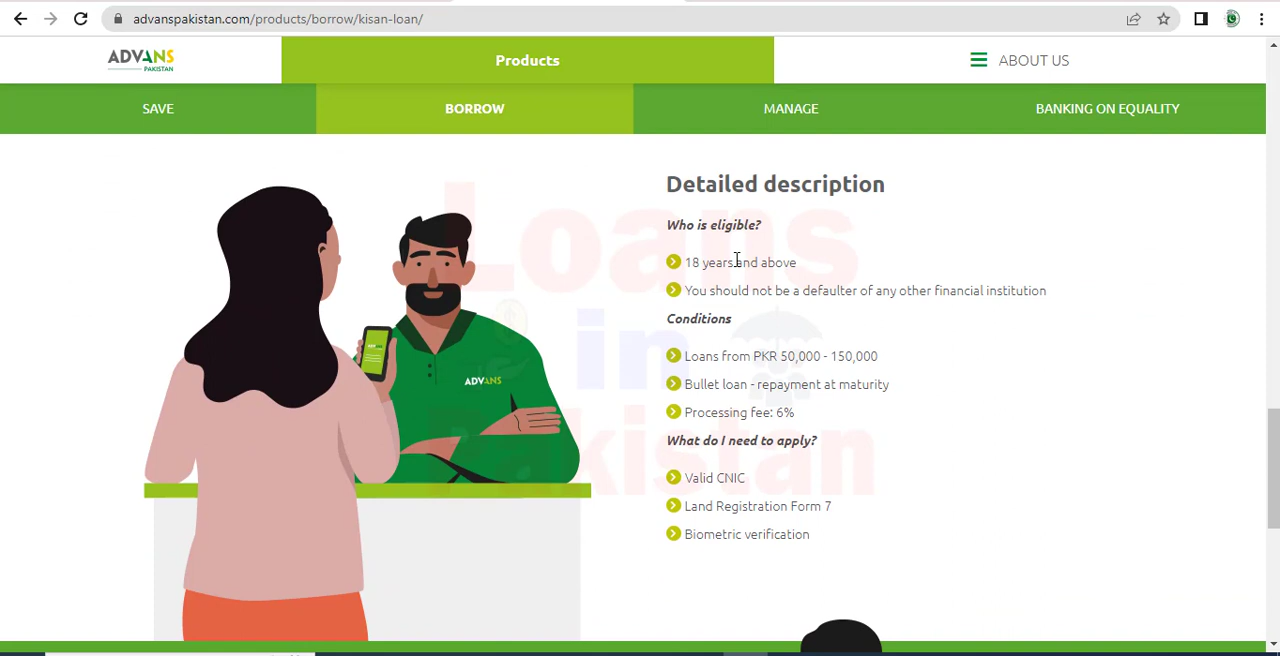 advanspakistan.com/products/borrow/kisan-loan/
ADVANS
PAKISTAN
Products
ABOUT US
SAVE
BORROW
MANAGE
BANKING ON EQUALITY
Loans
in
Pakistan
ADVANS
Detailed description
Who is eligible?
18 years and above
You should not be a defaulter of any other financial institution
Conditions
Loans from PKR 50,000 - 150,000
Bullet loan - repayment at maturity
Processing fee: 6%
What do I need to apply?
Valid CNIC
Land Registration Form 7
Biometric verification